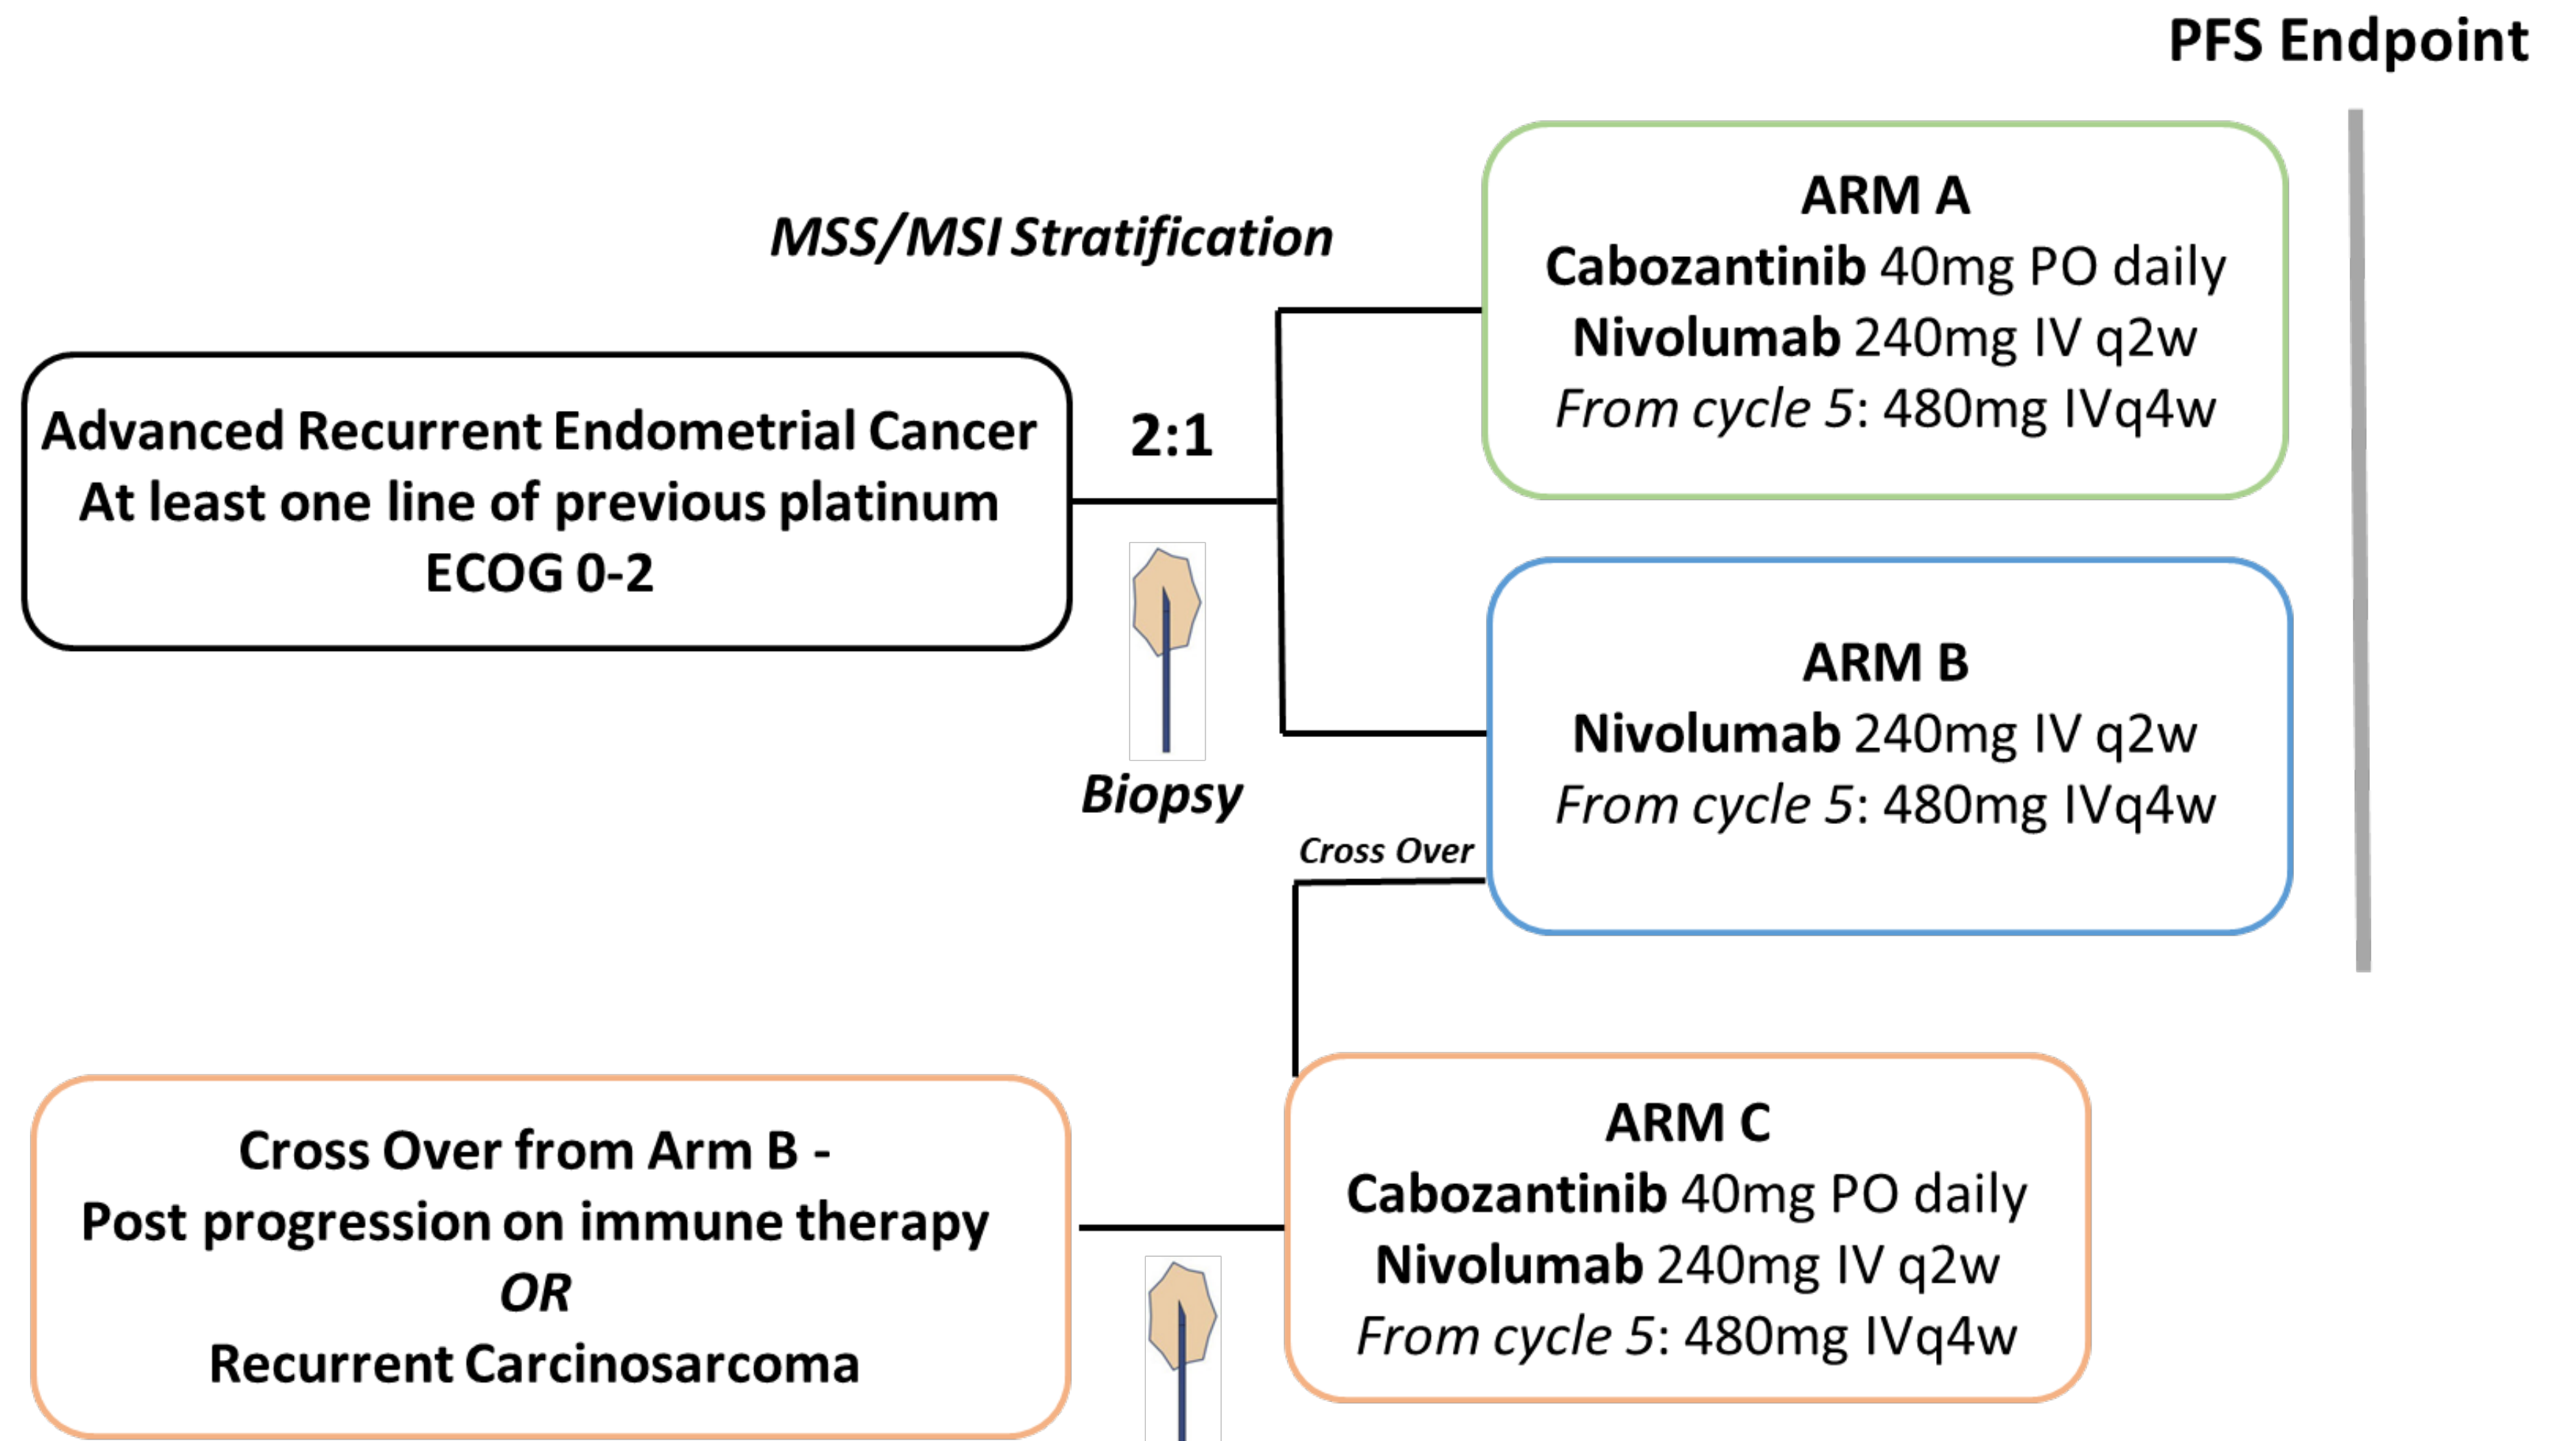 PFS Endpoint
MSS/MSI Stratification
Advanced Recurrent Endometrial Cancer
At least one line of previous platinum
ECOG 0-2
2:1
Biopsy
ARM A
Cabozantinib 40mg PO daily
Nivolumab 240mg IV q2w
From cycle 5: 480mg IVq4w
ARM B
Nivolumab 240mg IV q2w
From cycle 5: 480mg IVq4w
Cross Over
Cross Over from Arm B -
Post progression on immune therapy
OR
Recurrent Carcinosarcoma
ARM C
Cabozantinib 40mg PO daily
Nivolumab 240mg IV q2w
From cycle 5: 480mg IVq4w